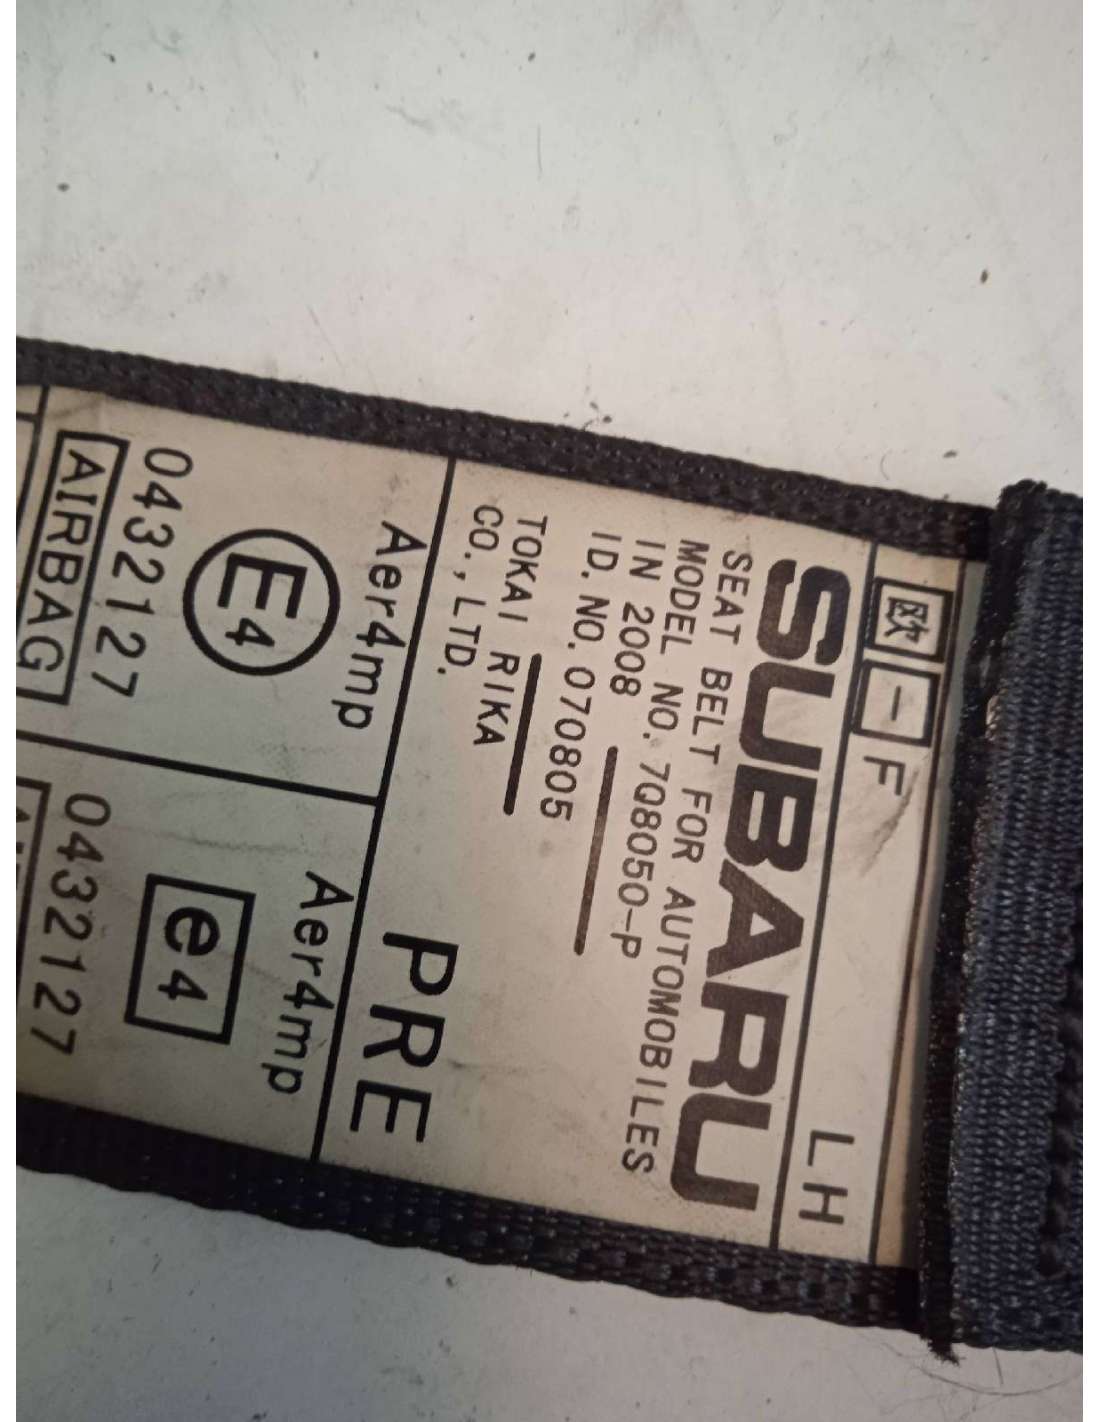 欧 - F
LH
SUBARU
SEAT BELT FOR AUTOMOBILES
MODEL NO. 7Q8050-P
IN 2008
ID. NO. 070805
TOKAI RIKA
CO., LTD.
PRE
Aer4mp
E4
0432127
AIRBAG
Aer4mp
e4
0432127